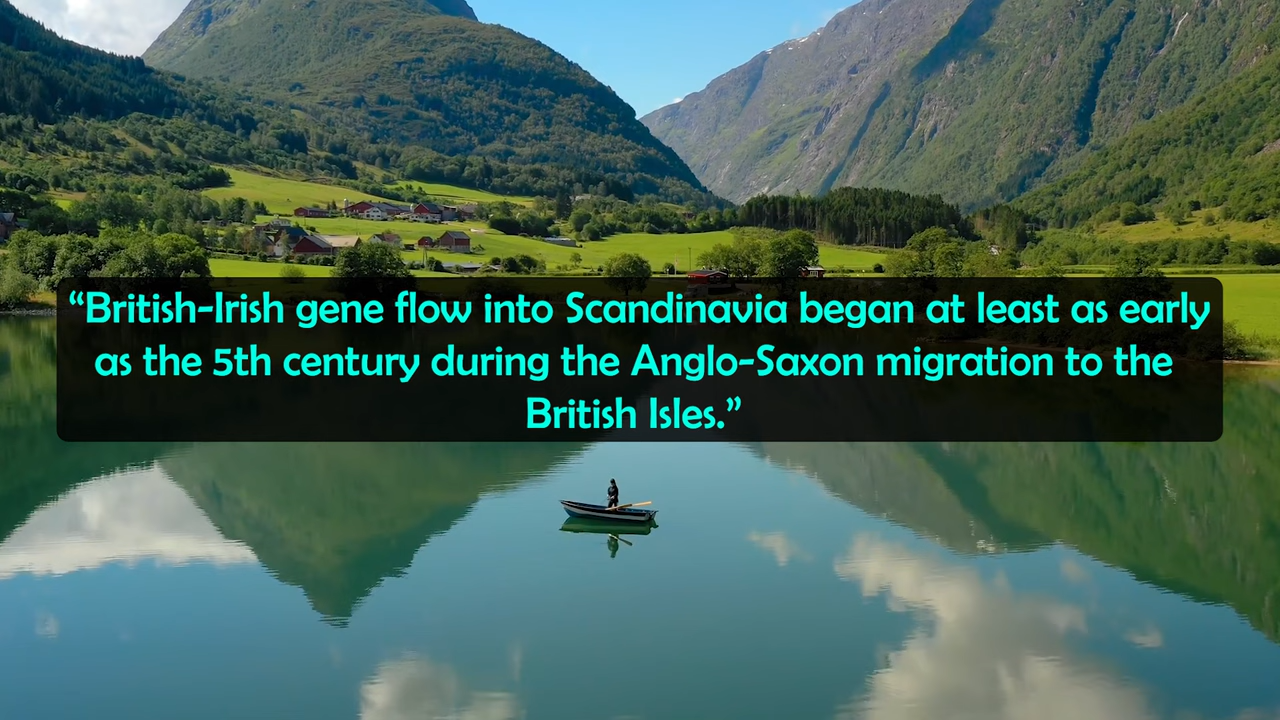 “British-Irish gene flow into Scandinavia began at least as early
as the 5th century during the Anglo-Saxon migration to the
British Isles.”